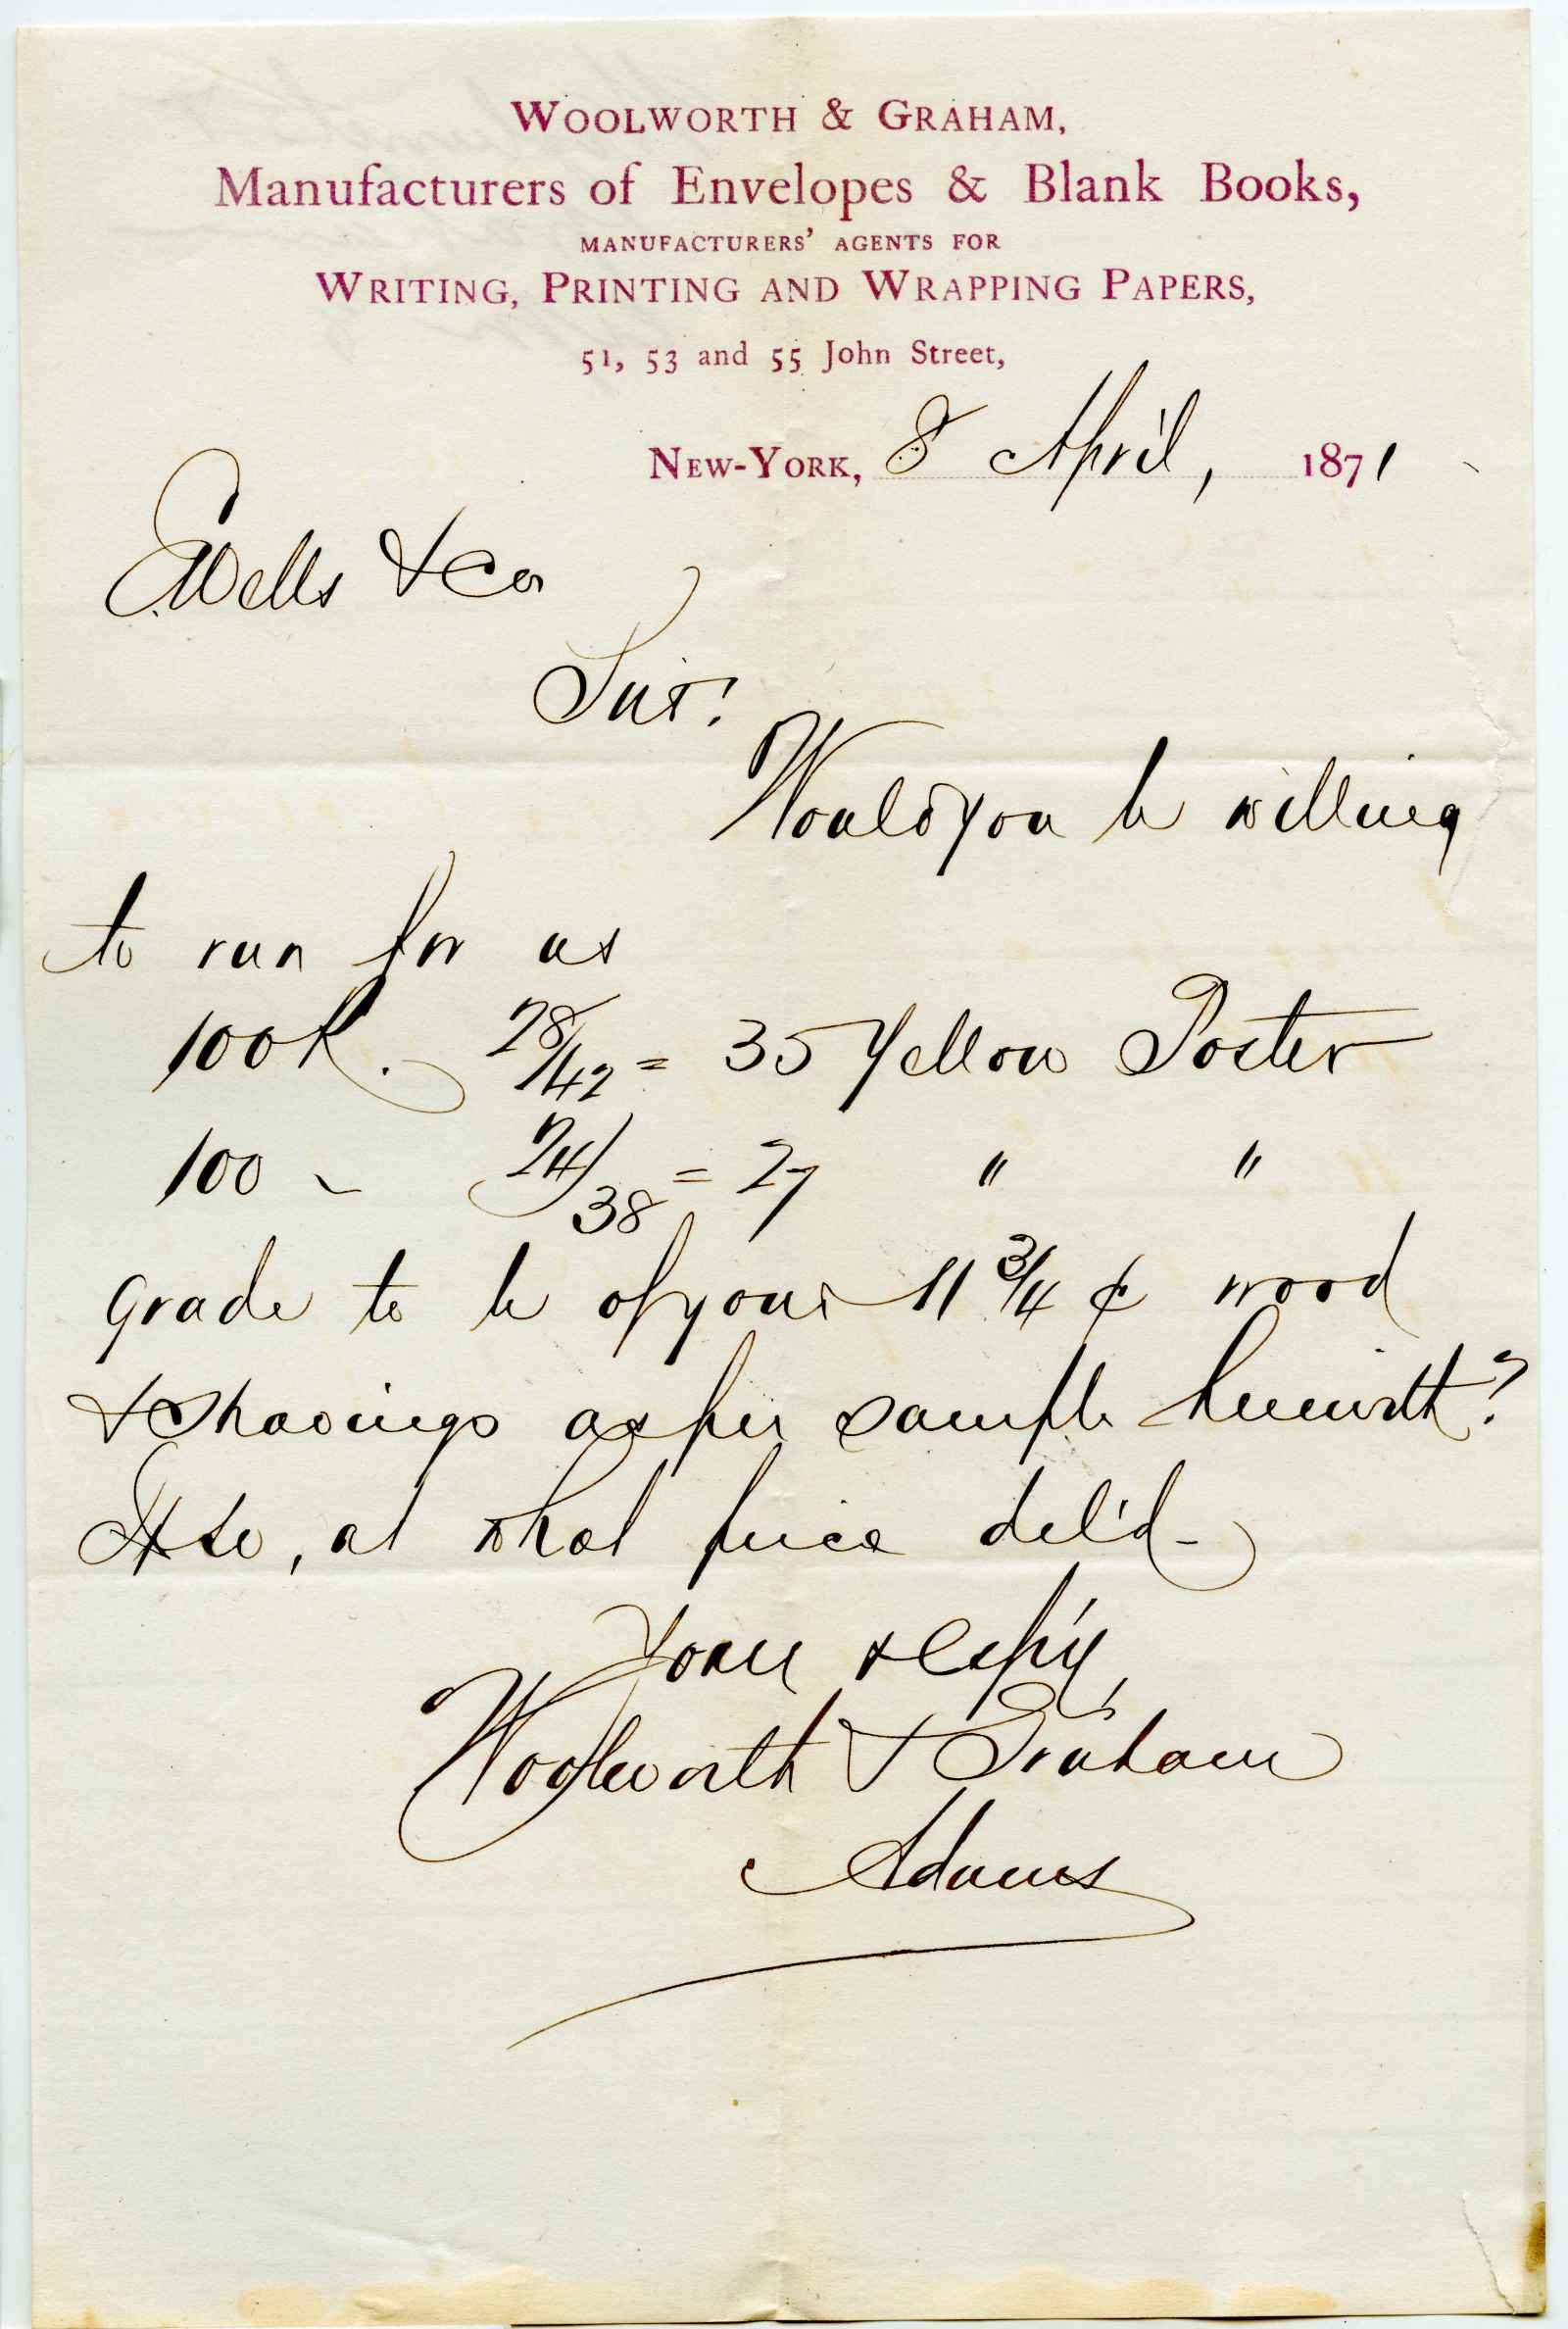 WOOLWORTH & GRAHAM,
Manufacturers of Envelopes & Blank Books,
MANUFACTURERS' AGENTS FOR
WRITING, PRINTING AND WRAPPING PAPERS,
51, 53 and 55 John Street,
NEW-YORK, 8 April, 1871
Wells & Co
Sirs:
Would you be willing
to run for us
100 R. 28/42 = 35 Yellow Poster
100 " 24/38 = 27 " "
grade to be of your 11 3/4 ¢ wood
& shavings as per sample herewith?
If so, at what price del'd -
Yours respy,
Woolworth & Graham
Adams